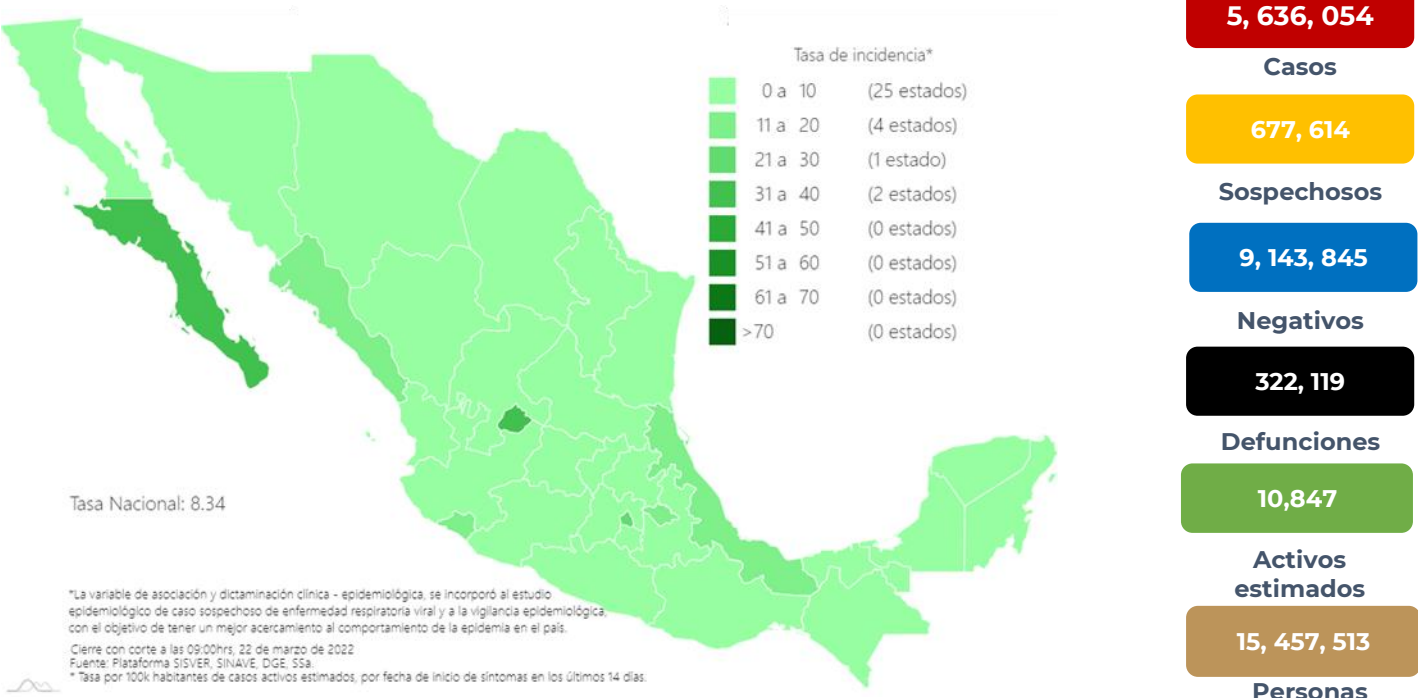 Tasa de incidencia*
0 a 10 (25 estados)
11 a 20 (4 estados)
21 a 30 (1 estado)
31 a 40 (2 estados)
41 a 50 (0 estados)
51 a 60 (0 estados)
61 a 70 (0 estados)
>70 (0 estados)
Tasa Nacional: 8.34
*La variable de asociación y dictaminación clínica - epidemiológica, se incorporó al estudio
epidemiológico de caso sospechoso de enfermedad respiratoria viral y a la vigilancia epidemiológica,
con el objetivo de tener un mejor acercamiento al comportamiento de la epidemia en el país.
Cierre con corte a las 09:00hrs, 22 de marzo de 2022
Fuente: Plataforma SISVER, SINAVE, DGE, SSa.
* Tasa por 100k habitantes de casos activos estimados, por fecha de inicio de síntomas en los últimos 14 días.
5, 636, 054
Casos
677, 614
Sospechosos
9, 143, 845
Negativos
322, 119
Defunciones
10,847
Activos
estimados
15, 457, 513
Personas